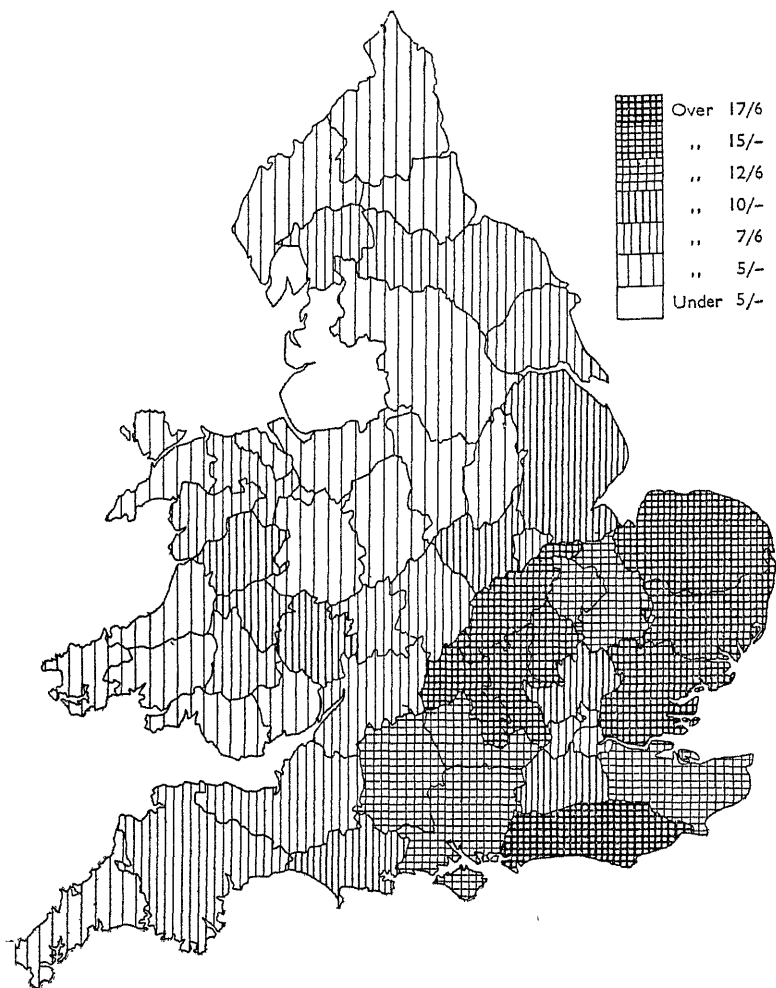 Over 17/6
,, 15/–
,, 12/6
,, 10/–
,, 7/6
,, 5/–
Under 5/–